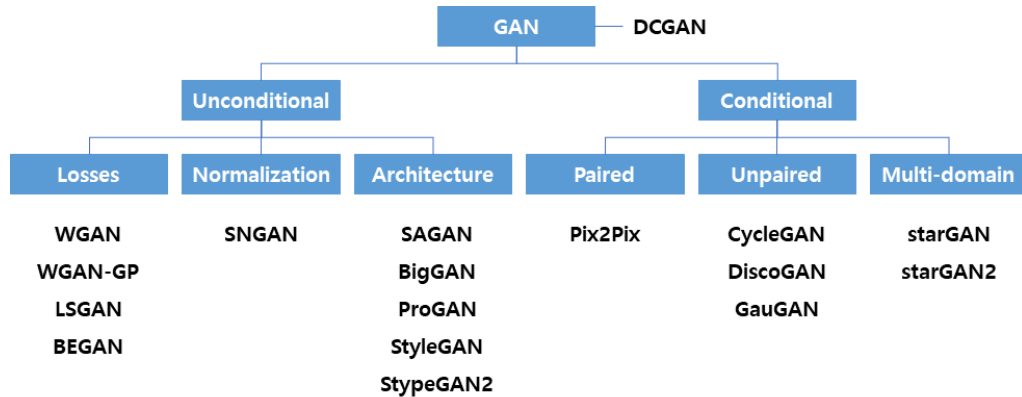 GAN
DCGAN
Unconditional
Conditional
Losses
Normalization
Architecture
Paired
Unpaired
Multi-domain
WGAN
SNGAN
SAGAN
Pix2Pix
CycleGAN
starGAN
WGAN-GP
BigGAN
DiscoGAN
starGAN2
LSGAN
ProGAN
GauGAN
BEGAN
StyleGAN
StypeGAN2